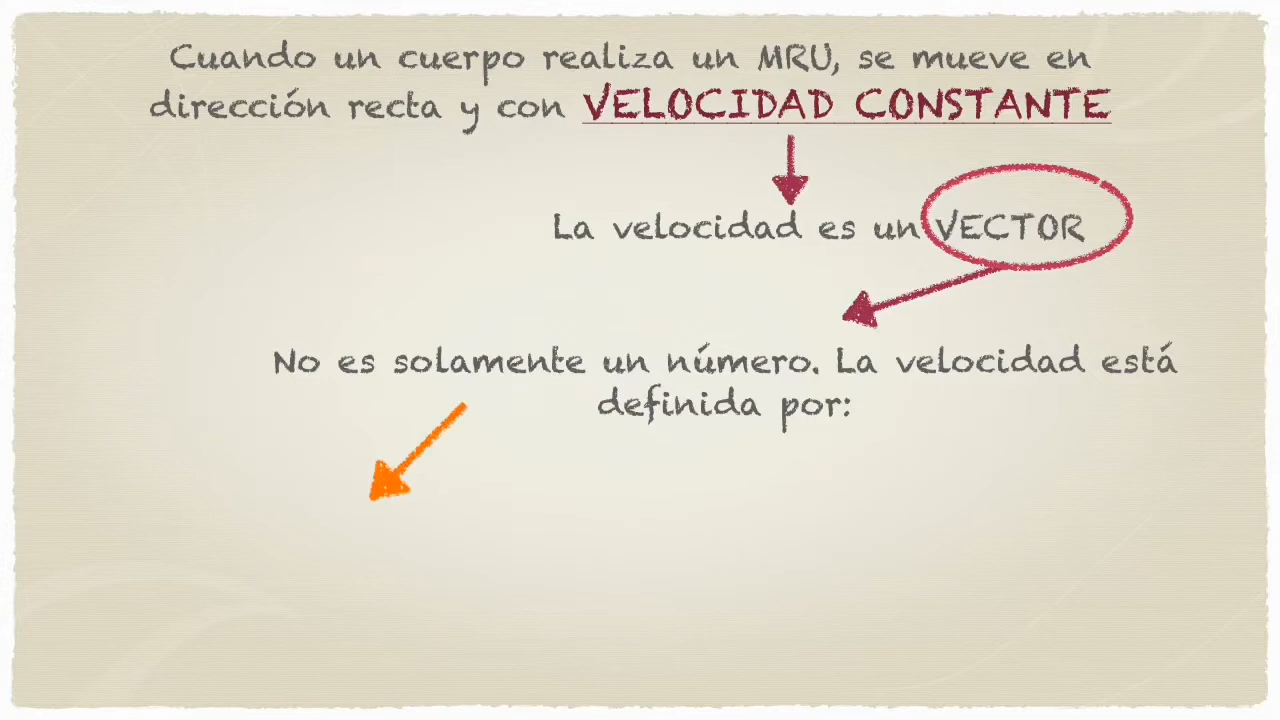 Cuando un cuerpo realiza un MRU, se mueve en
dirección recta y con VELOCIDAD CONSTANTE
La velocidad es un VECTOR
No es solamente un número. La velocidad está
definida por: